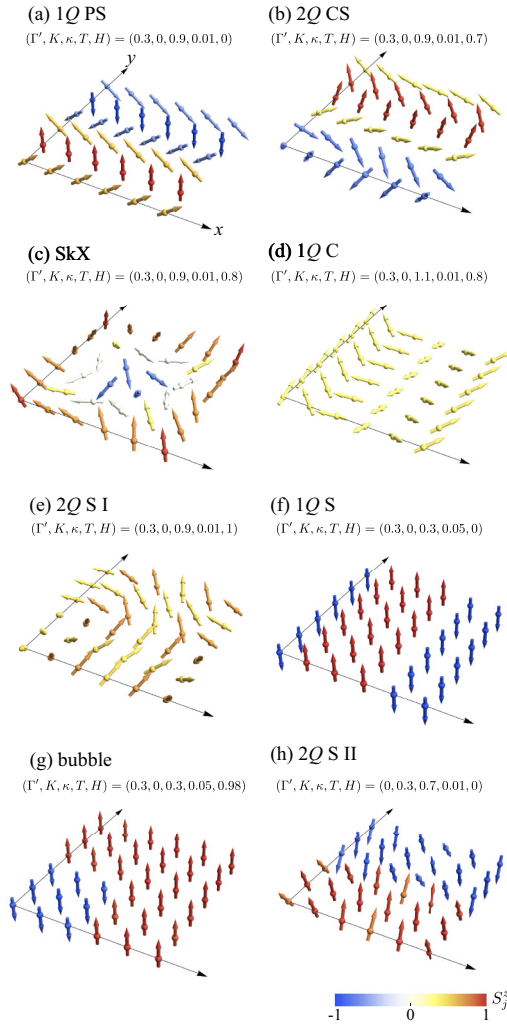 (a) 1Q PS
(Γ′, K, κ, T, H) = (0.3, 0, 0.9, 0.01, 0)
y
x
(b) 2Q CS
(Γ′, K, κ, T, H) = (0.3, 0, 0.9, 0.01, 0.7)
(c) SkX
(Γ′, K, κ, T, H) = (0.3, 0, 0.9, 0.01, 0.8)
(d) 1Q C
(Γ′, K, κ, T, H) = (0.3, 0, 1.1, 0.01, 0.8)
(e) 2Q S I
(Γ′, K, κ, T, H) = (0.3, 0, 0.9, 0.01, 1)
(f) 1Q S
(Γ′, K, κ, T, H) = (0.3, 0, 0.3, 0.05, 0)
(g) bubble
(Γ′, K, κ, T, H) = (0.3, 0, 0.3, 0.05, 0.98)
(h) 2Q S II
(Γ′, K, κ, T, H) = (0, 0.3, 0.7, 0.01, 0)
S_j^z
-1 0 1